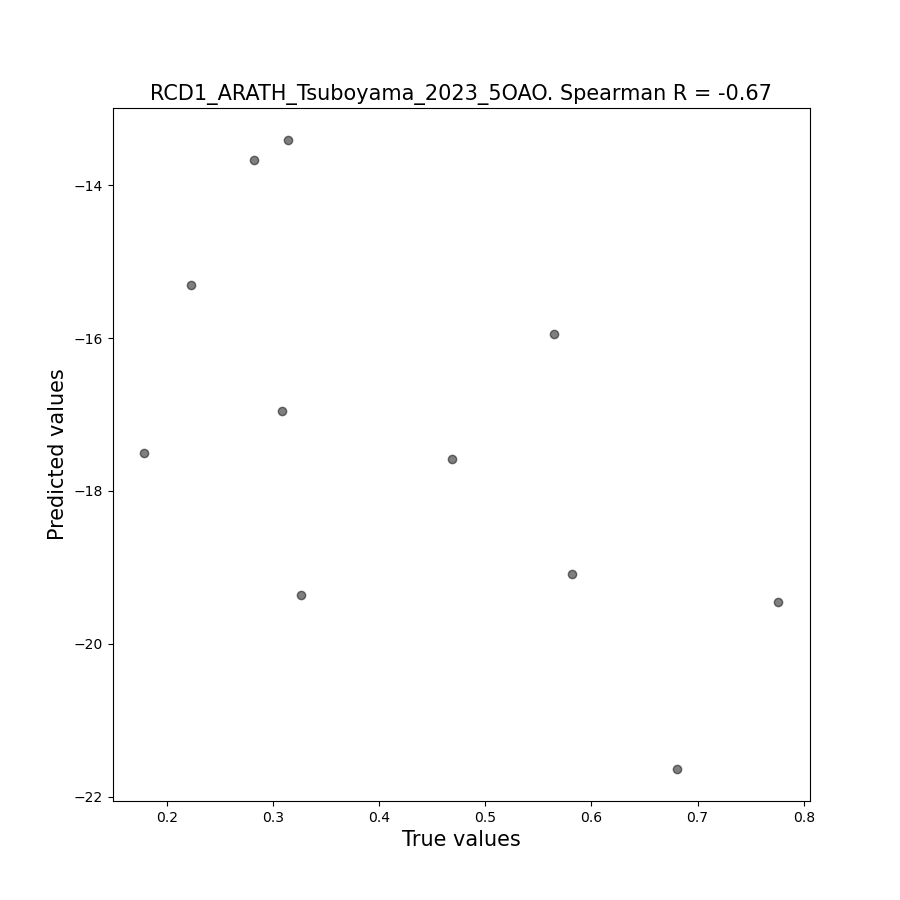 RCD1_ARATH_Tsuboyama_2023_5OAO. Spearman R = -0.67
−14
−16
−18
−20
−22
Predicted values
0.2 0.3 0.4 0.5 0.6 0.7 0.8
True values